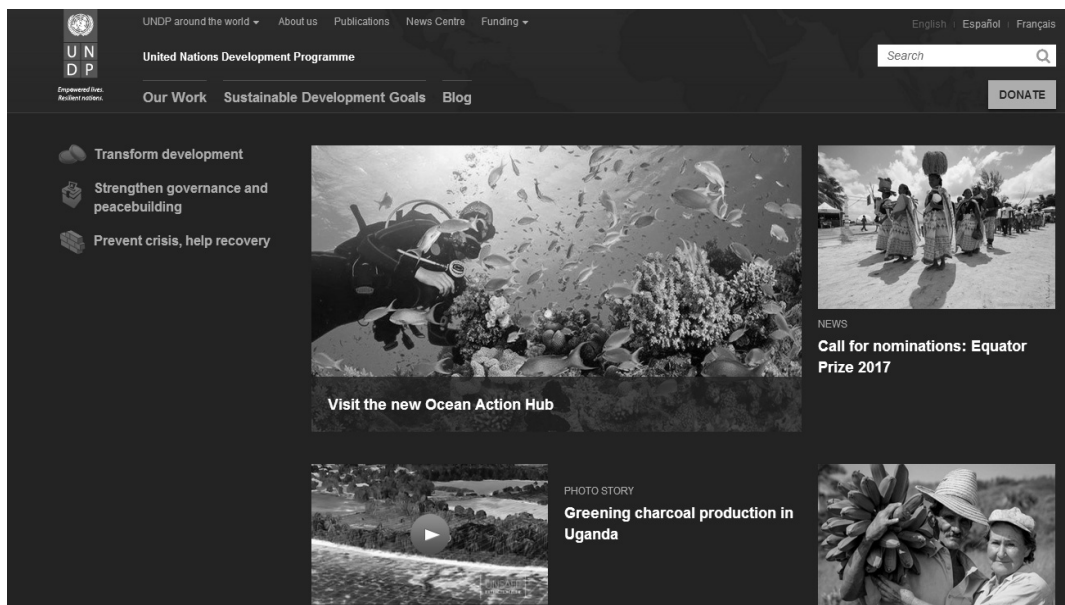 UNDP around the world
About us
Publications
News Centre
Funding
English
Español
Français
U N
D P
Empowered lives.
Resilient nations.
United Nations Development Programme
Search
Our Work
Sustainable Development Goals
Blog
DONATE
Transform development
Strengthen governance and
peacebuilding
Prevent crisis, help recovery
Visit the new Ocean Action Hub
NEWS
Call for nominations: Equator
Prize 2017
PHOTO STORY
Greening charcoal production in
Uganda